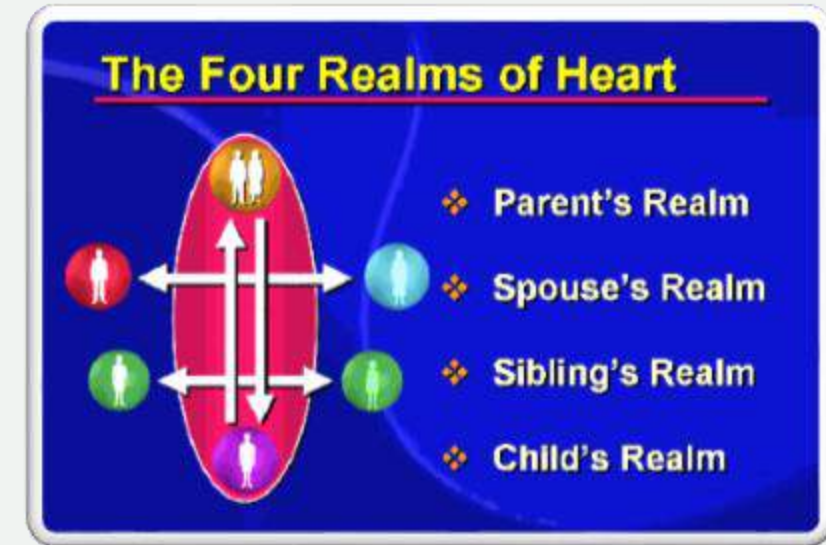 The Four Realms of Heart
Parent's Realm
Spouse's Realm
Sibling's Realm
Child's Realm